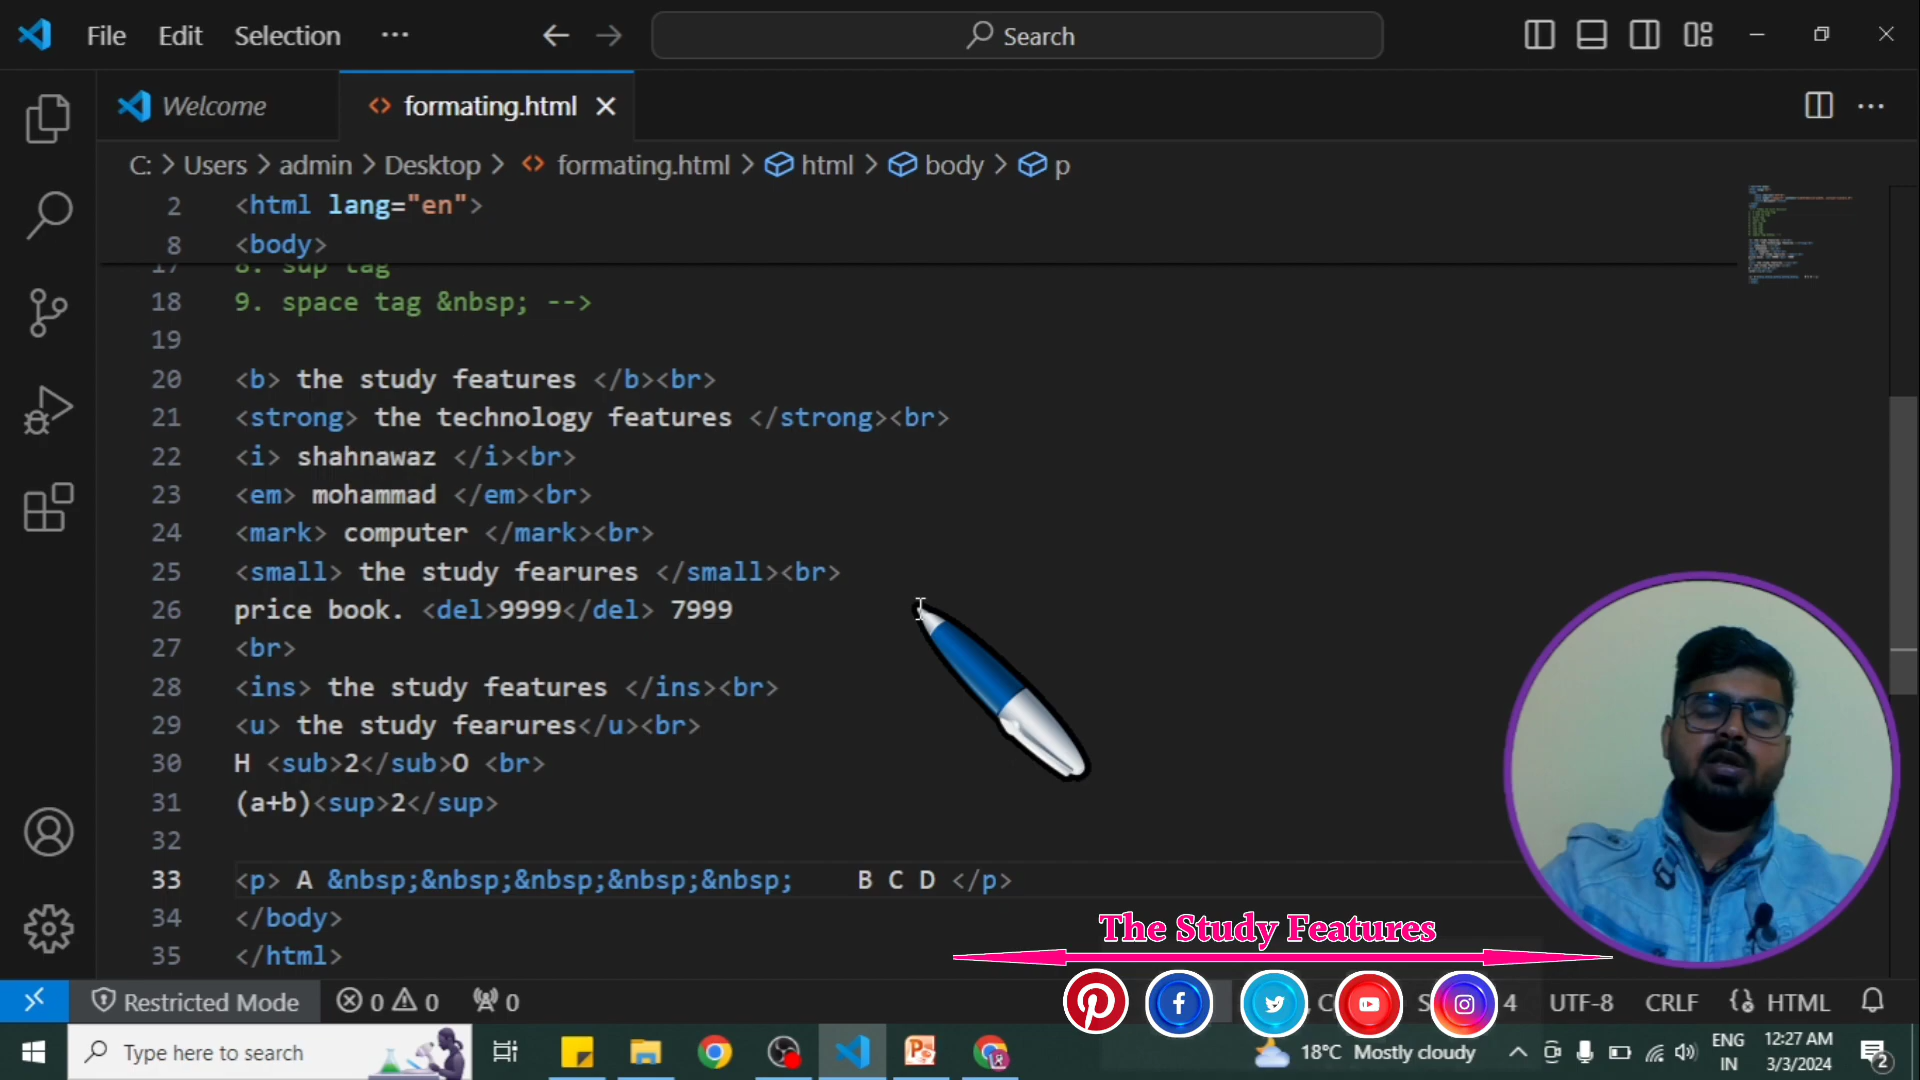 File Edit Selection ··· Search
Welcome formating.html
C: > Users > admin > Desktop > formating.html > html > body > p
2 <html lang="en">
8 <body>
17 8. sup tag
18 9. space tag &nbsp; -->
19
20 <b> the study features </b><br>
21 <strong> the technology features </strong><br>
22 <i> shahnawaz </i><br>
23 <em> mohammad </em><br>
24 <mark> computer </mark><br>
25 <small> the study fearures </small><br>
26 price book. <del>9999</del> 7999
27 <br>
28 <ins> the study features </ins><br>
29 <u> the study fearures</u><br>
30 H <sub>2</sub>O <br>
31 (a+b)<sup>2</sup>
32
33 <p> A &nbsp;&nbsp;&nbsp;&nbsp;&nbsp; B C D </p>
34 </body>
35 </html>
The Study Features
Restricted Mode 0 0 0 4 UTF-8 CRLF HTML
Type here to search 18°C Mostly cloudy ENG IN 12:27 AM 3/3/2024 2